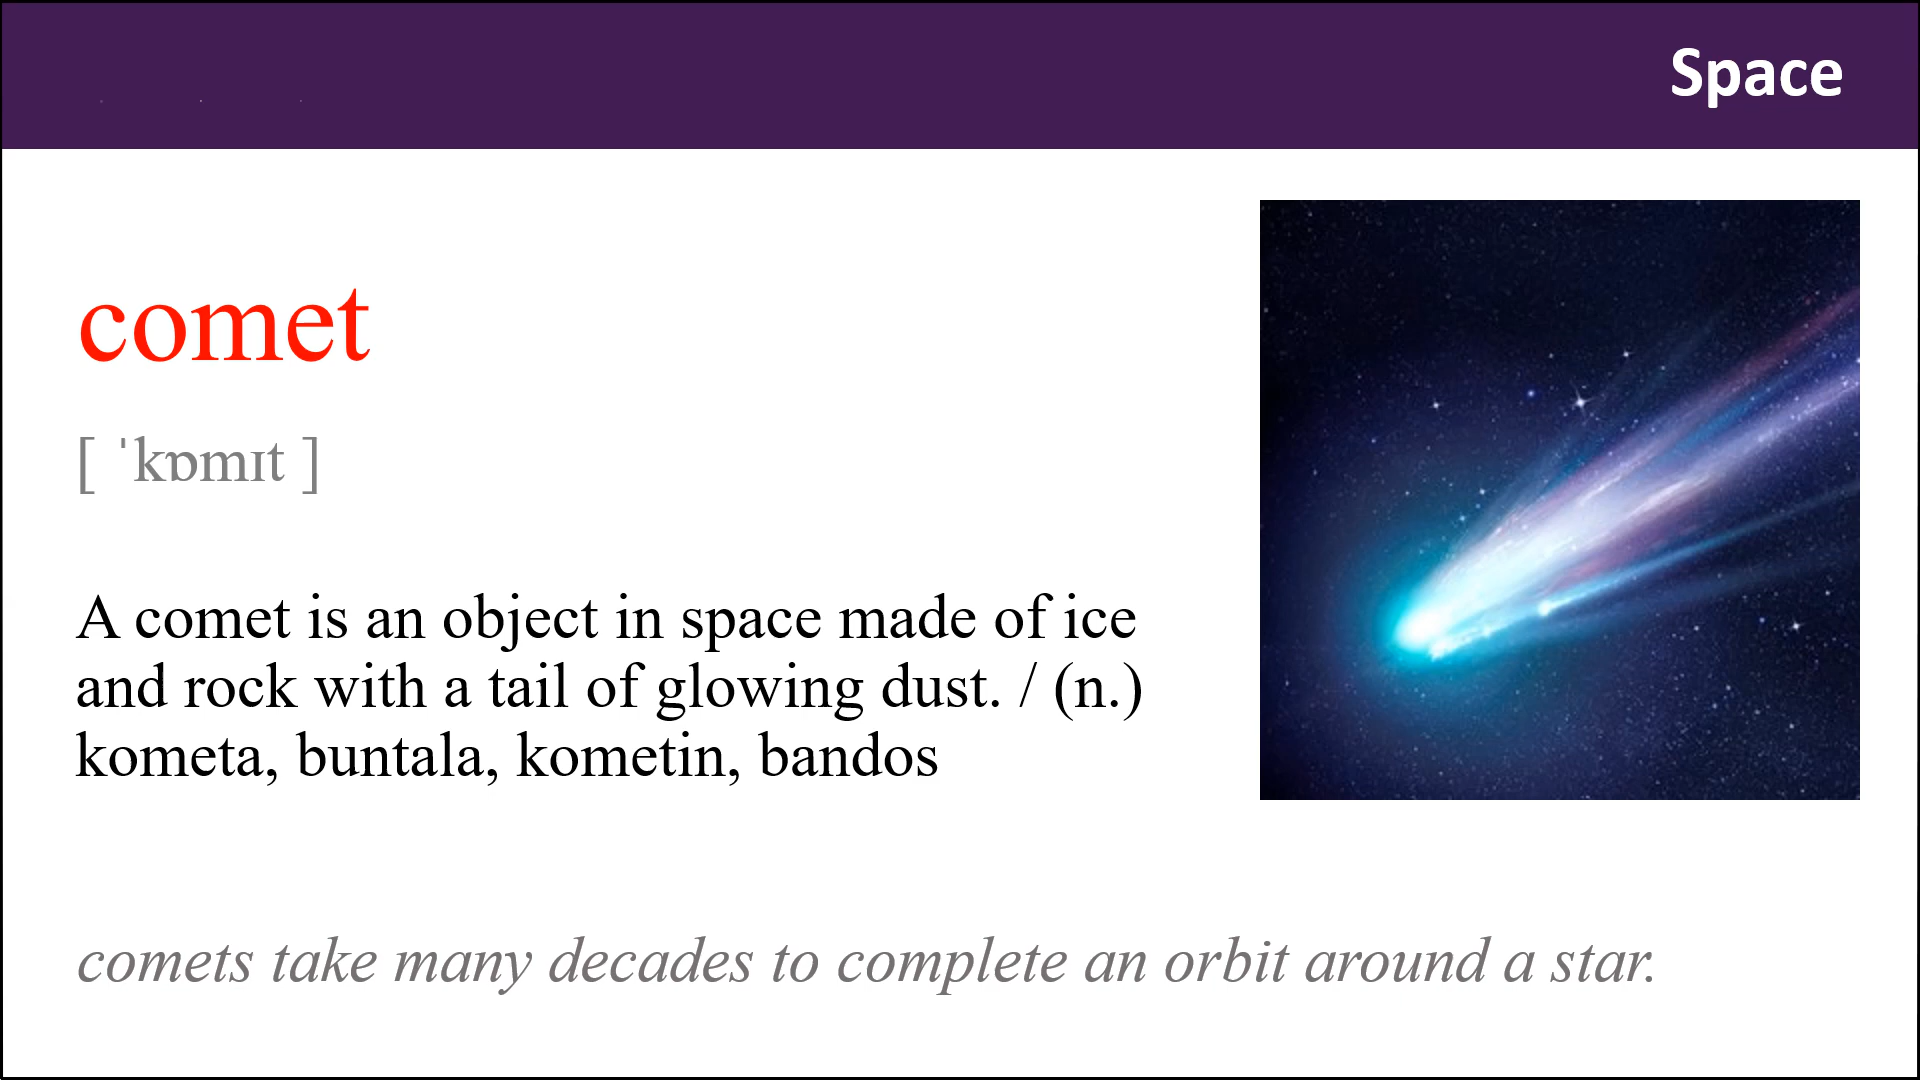 Space
comet
[ ˈkɒmɪt ]
A comet is an object in space made of ice
and rock with a tail of glowing dust. / (n.)
kometa, buntala, kometin, bandos
comets take many decades to complete an orbit around a star.